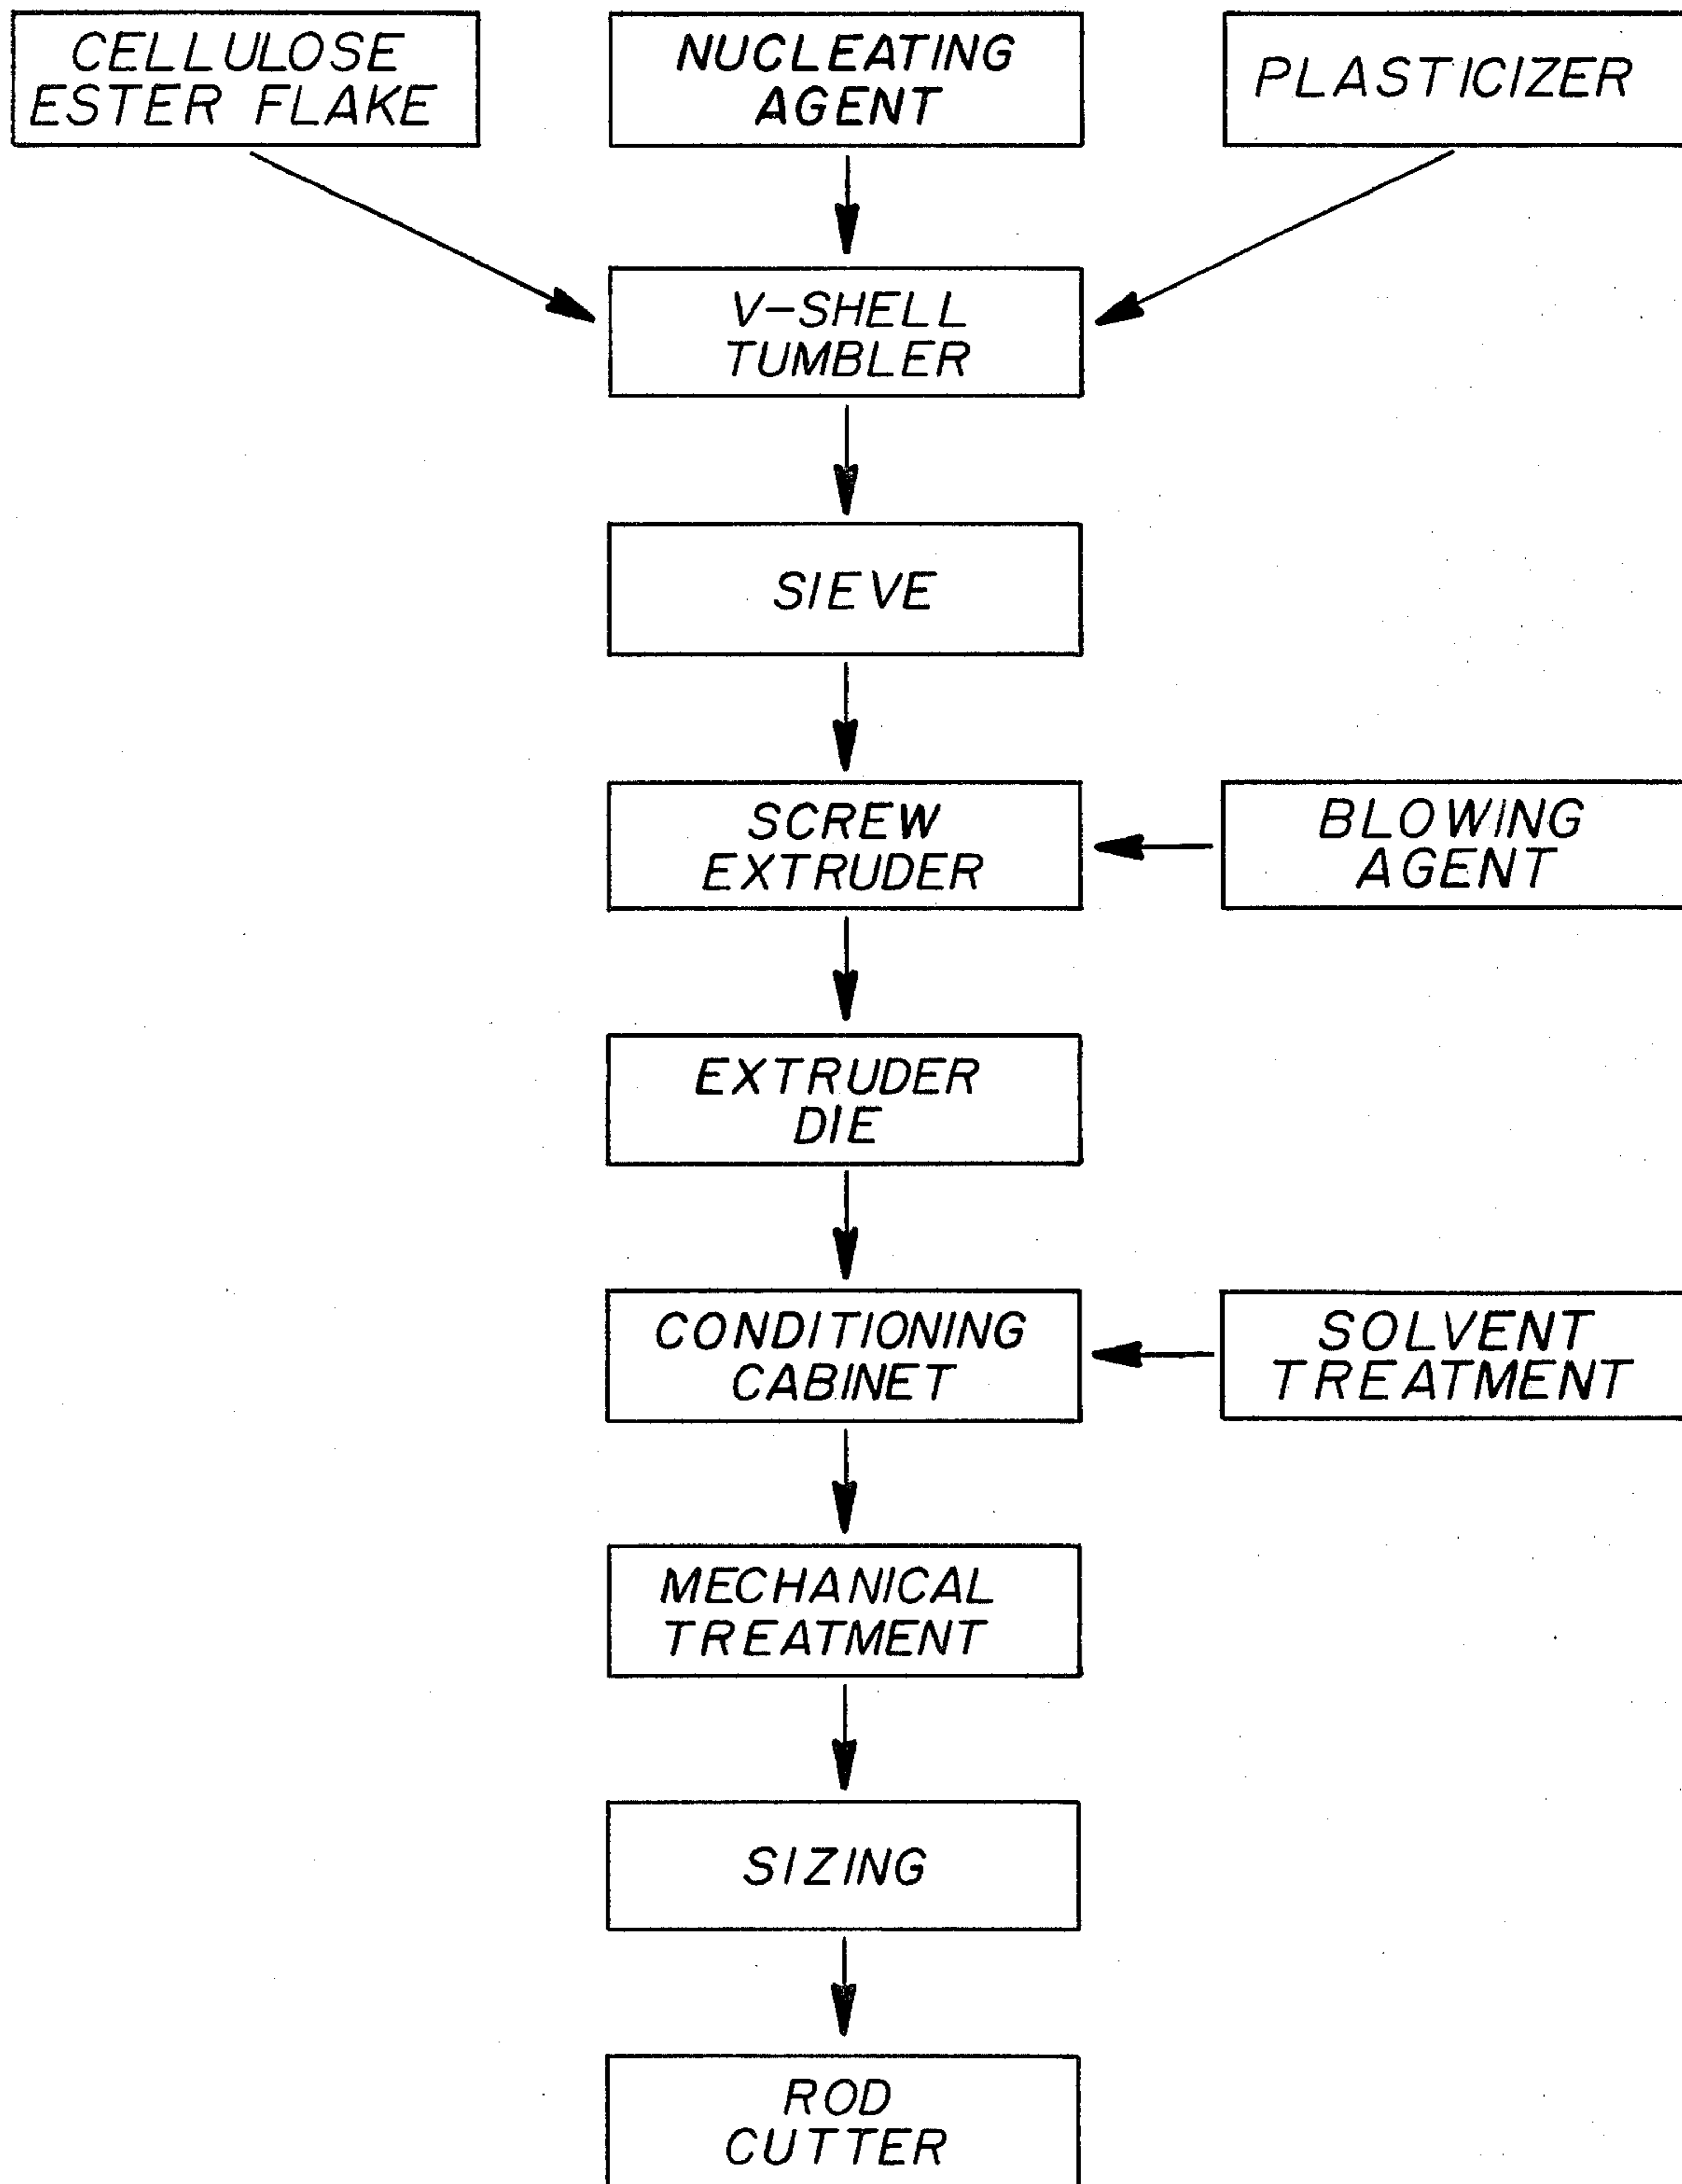 CELLULOSE
ESTER FLAKE
NUCLEATING
AGENT
PLASTICIZER
V-SHELL
TUMBLER
SIEVE
SCREW
EXTRUDER
BLOWING
AGENT
EXTRUDER
DIE
CONDITIONING
CABINET
SOLVENT
TREATMENT
MECHANICAL
TREATMENT
SIZING
ROD
CUTTER